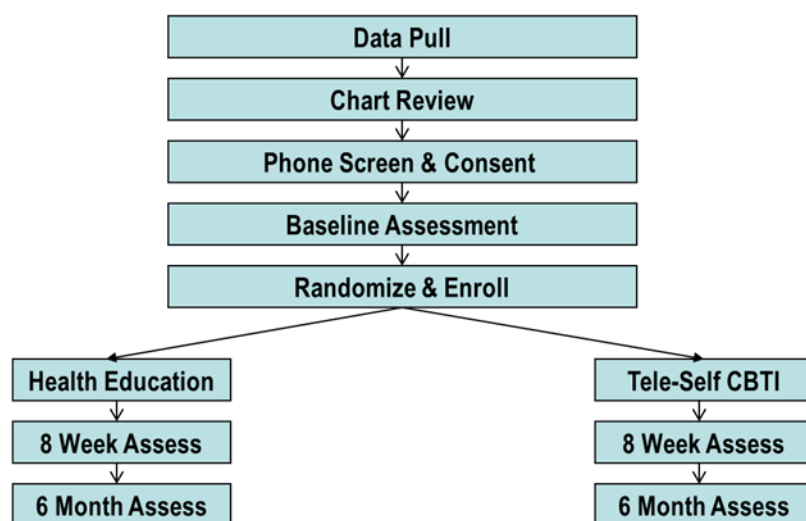 Data Pull
Chart Review
Phone Screen & Consent
Baseline Assessment
Randomize & Enroll
Health Education
Tele-Self CBTI
8 Week Assess
8 Week Assess
6 Month Assess
6 Month Assess